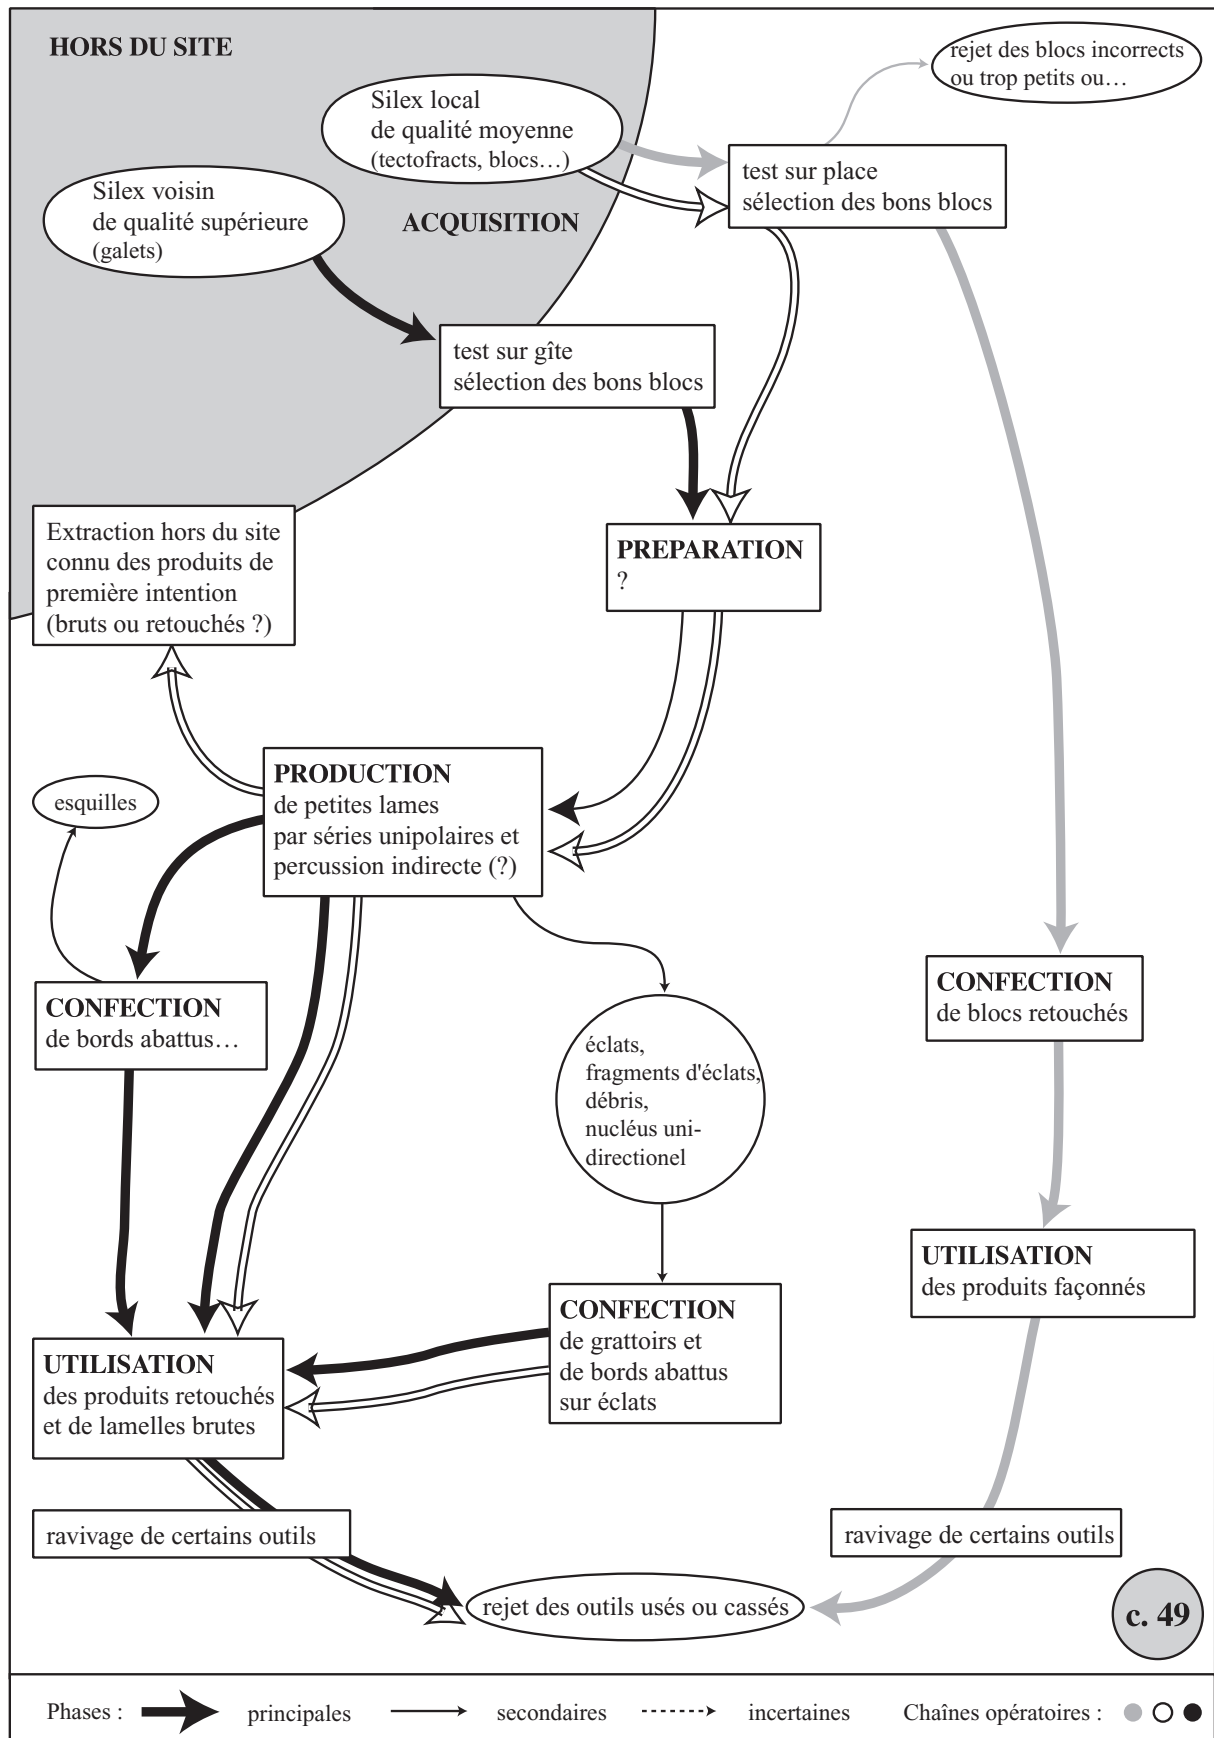 HORS DU SITE
rejet des blocs incorrects
ou trop petits ou…
Silex local
de qualité moyenne
(tectofracts, blocs…)
test sur place
sélection des bons blocs
Silex voisin
de qualité supérieure
(galets)
ACQUISITION
test sur gîte
sélection des bons blocs
Extraction hors du site
connu des produits de
première intention
(bruts ou retouchés ?)
PREPARATION
?
PRODUCTION
de petites lames
par séries unipolaires et
percussion indirecte (?)
esquilles
CONFECTION
de bords abattus…
éclats,
fragments d'éclats,
débris,
nucléus uni-
directionel
CONFECTION
de blocs retouchés
UTILISATION
des produits façonnés
CONFECTION
de grattoirs et
de bords abattus
sur éclats
UTILISATION
des produits retouchés
et de lamelles brutes
ravivage de certains outils
ravivage de certains outils
rejet des outils usés ou cassés
c. 49
Phases : principales secondaires incertaines Chaînes opératoires :